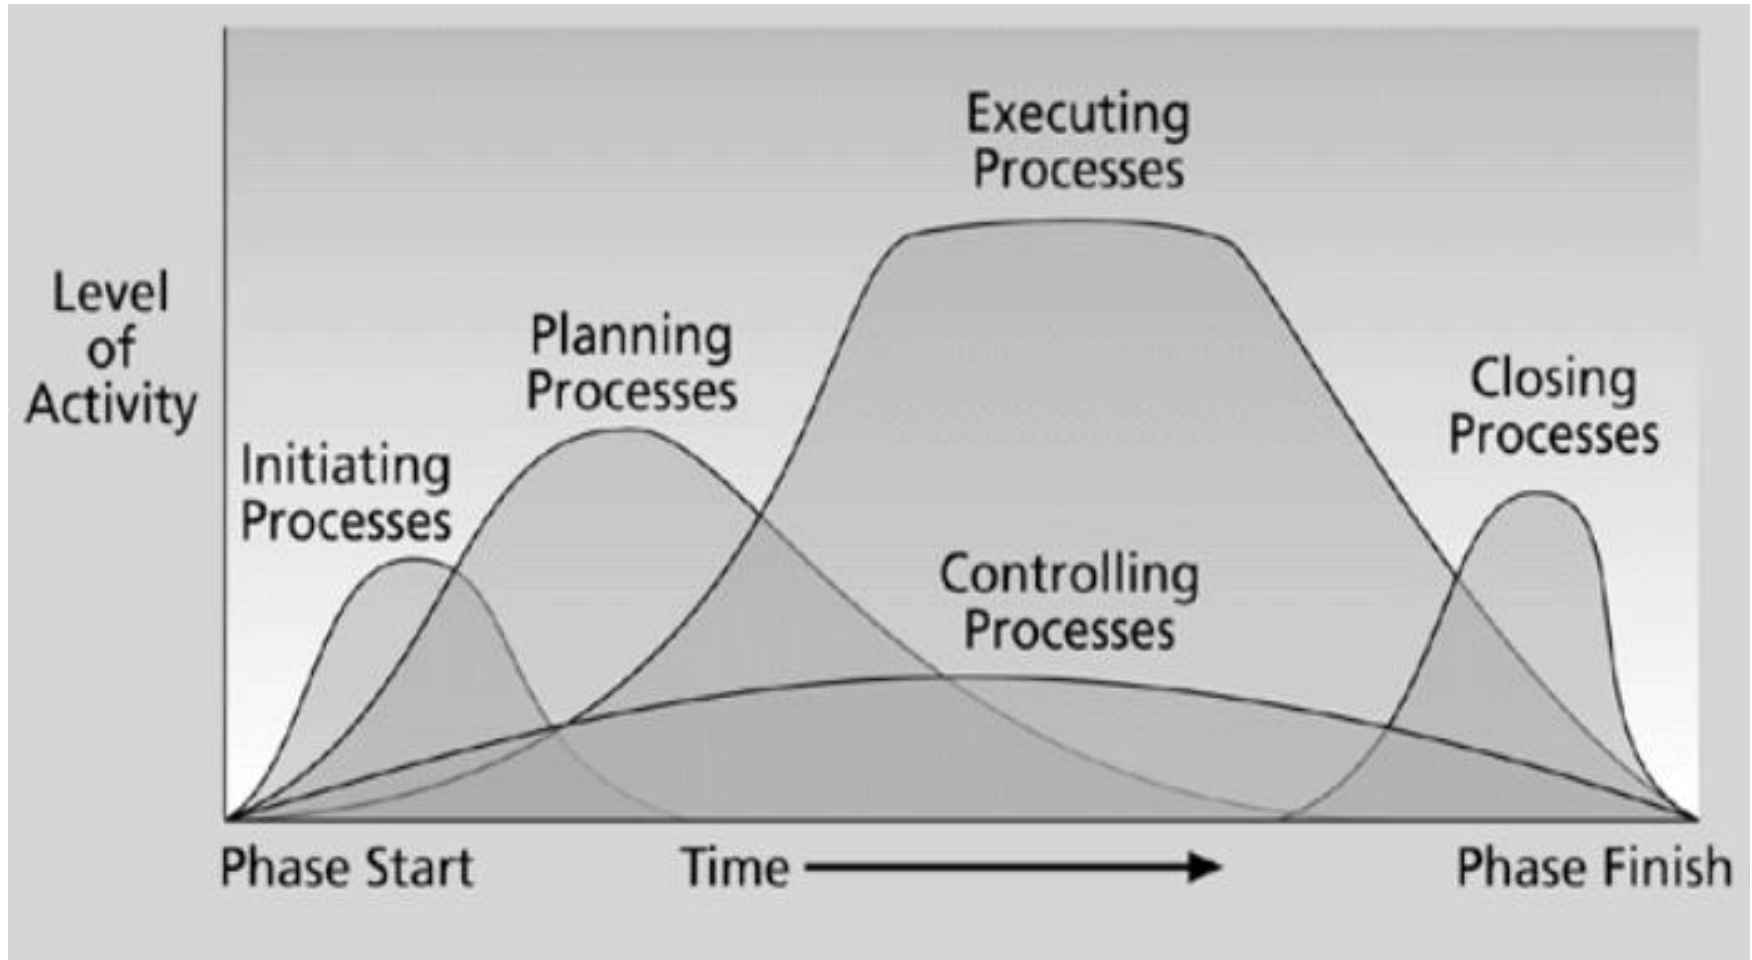 Executing
Processes
Level
of
Activity
Planning
Processes
Closing
Processes
Initiating
Processes
Controlling
Processes
Phase Start
Time
Phase Finish